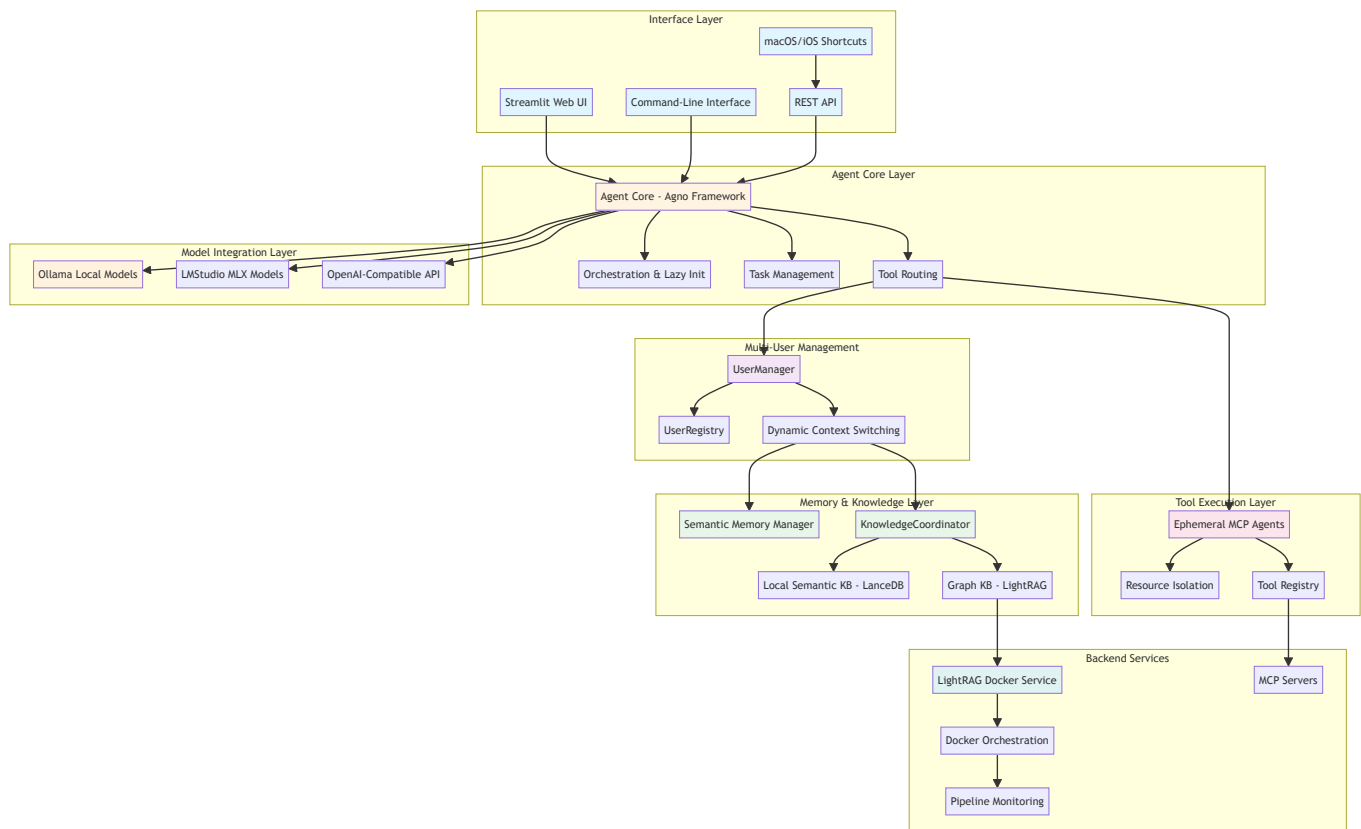 Interface Layer
macOS/iOS Shortcuts
Streamlit Web UI
Command-Line Interface
REST API
Agent Core Layer
Agent Core - Agno Framework
Model Integration Layer
Ollama Local Models
LMStudio MLX Models
OpenAI-Compatible API
Orchestration & Lazy Init
Task Management
Tool Routing
Multi-User Management
UserManager
UserRegistry
Dynamic Context Switching
Memory & Knowledge Layer
Semantic Memory Manager
KnowledgeCoordinator
Local Semantic KB - LanceDB
Graph KB - LightRAG
Tool Execution Layer
Ephemeral MCP Agents
Resource Isolation
Tool Registry
Backend Services
LightRAG Docker Service
MCP Servers
Docker Orchestration
Pipeline Monitoring